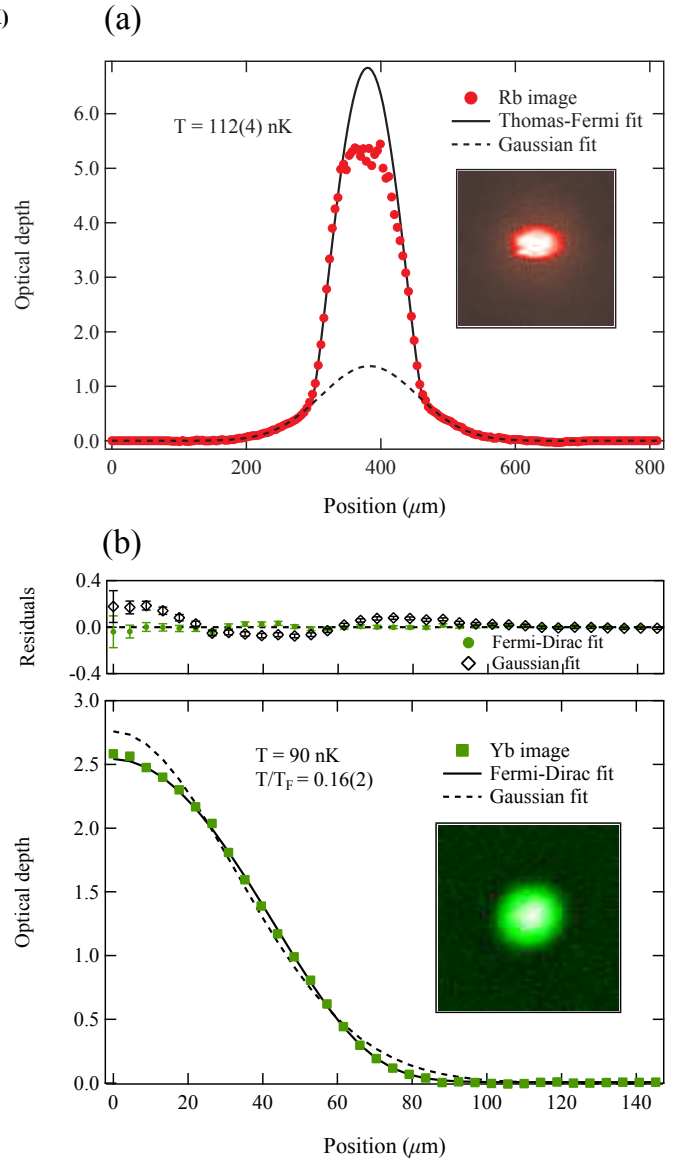 (a)
6.0
5.0
4.0
3.0
2.0
1.0
0.0
Optical depth
T = 112(4) nK
Rb image
Thomas-Fermi fit
Gaussian fit
0
200
400
600
800
Position (μm)
(b)
0.4
0.0
-0.4
Residuals
Fermi-Dirac fit
Gaussian fit
3.0
2.5
2.0
1.5
1.0
0.5
0.0
Optical depth
T = 90 nK
T/T_F = 0.16(2)
Yb image
Fermi-Dirac fit
Gaussian fit
0
20
40
60
80
100
120
140
Position (μm)